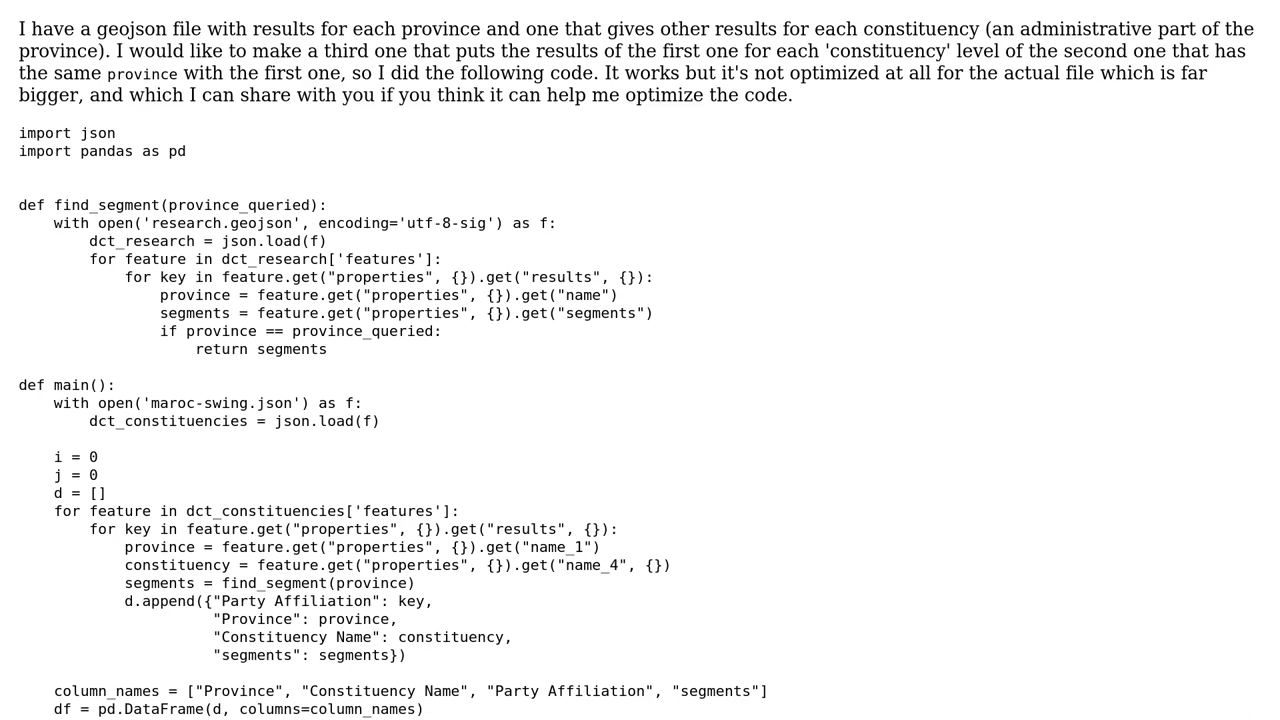 I have a geojson file with results for each province and one that gives other results for each constituency (an administrative part of the
province). I would like to make a third one that puts the results of the first one for each 'constituency' level of the second one that has
the same province with the first one, so I did the following code. It works but it's not optimized at all for the actual file which is far
bigger, and which I can share with you if you think it can help me optimize the code.
import json
import pandas as pd
def find_segment(province_queried):
    with open('research.geojson', encoding='utf-8-sig') as f:
        dct_research = json.load(f)
        for feature in dct_research['features']:
            for key in feature.get("properties", {}).get("results", {}):
                province = feature.get("properties", {}).get("name")
                segments = feature.get("properties", {}).get("segments")
                if province == province_queried:
                    return segments
def main():
    with open('maroc-swing.json') as f:
        dct_constituencies = json.load(f)
    i = 0
    j = 0
    d = []
    for feature in dct_constituencies['features']:
        for key in feature.get("properties", {}).get("results", {}):
            province = feature.get("properties", {}).get("name_1")
            constituency = feature.get("properties", {}).get("name_4", {})
            segments = find_segment(province)
            d.append({"Party Affiliation": key,
                      "Province": province,
                      "Constituency Name": constituency,
                      "segments": segments})
    column_names = ["Province", "Constituency Name", "Party Affiliation", "segments"]
    df = pd.DataFrame(d, columns=column_names)